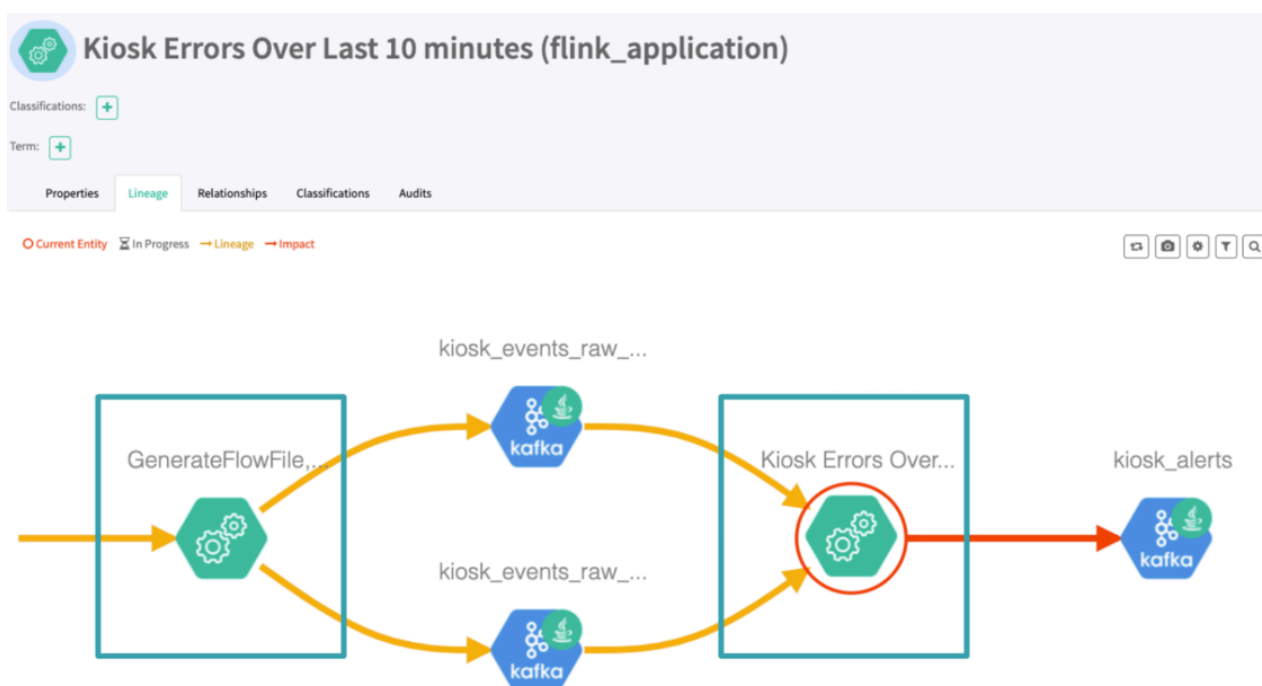 Kiosk Errors Over Last 10 minutes (flink_application)
Classifications:
Term:
Properties Lineage Relationships Classifications Audits
Current Entity In Progress Lineage Impact
kiosk_events_raw_...
kafka
GenerateFlowFile,...
Kiosk Errors Over...
kiosk_alerts
kafka
kiosk_events_raw_...
kafka